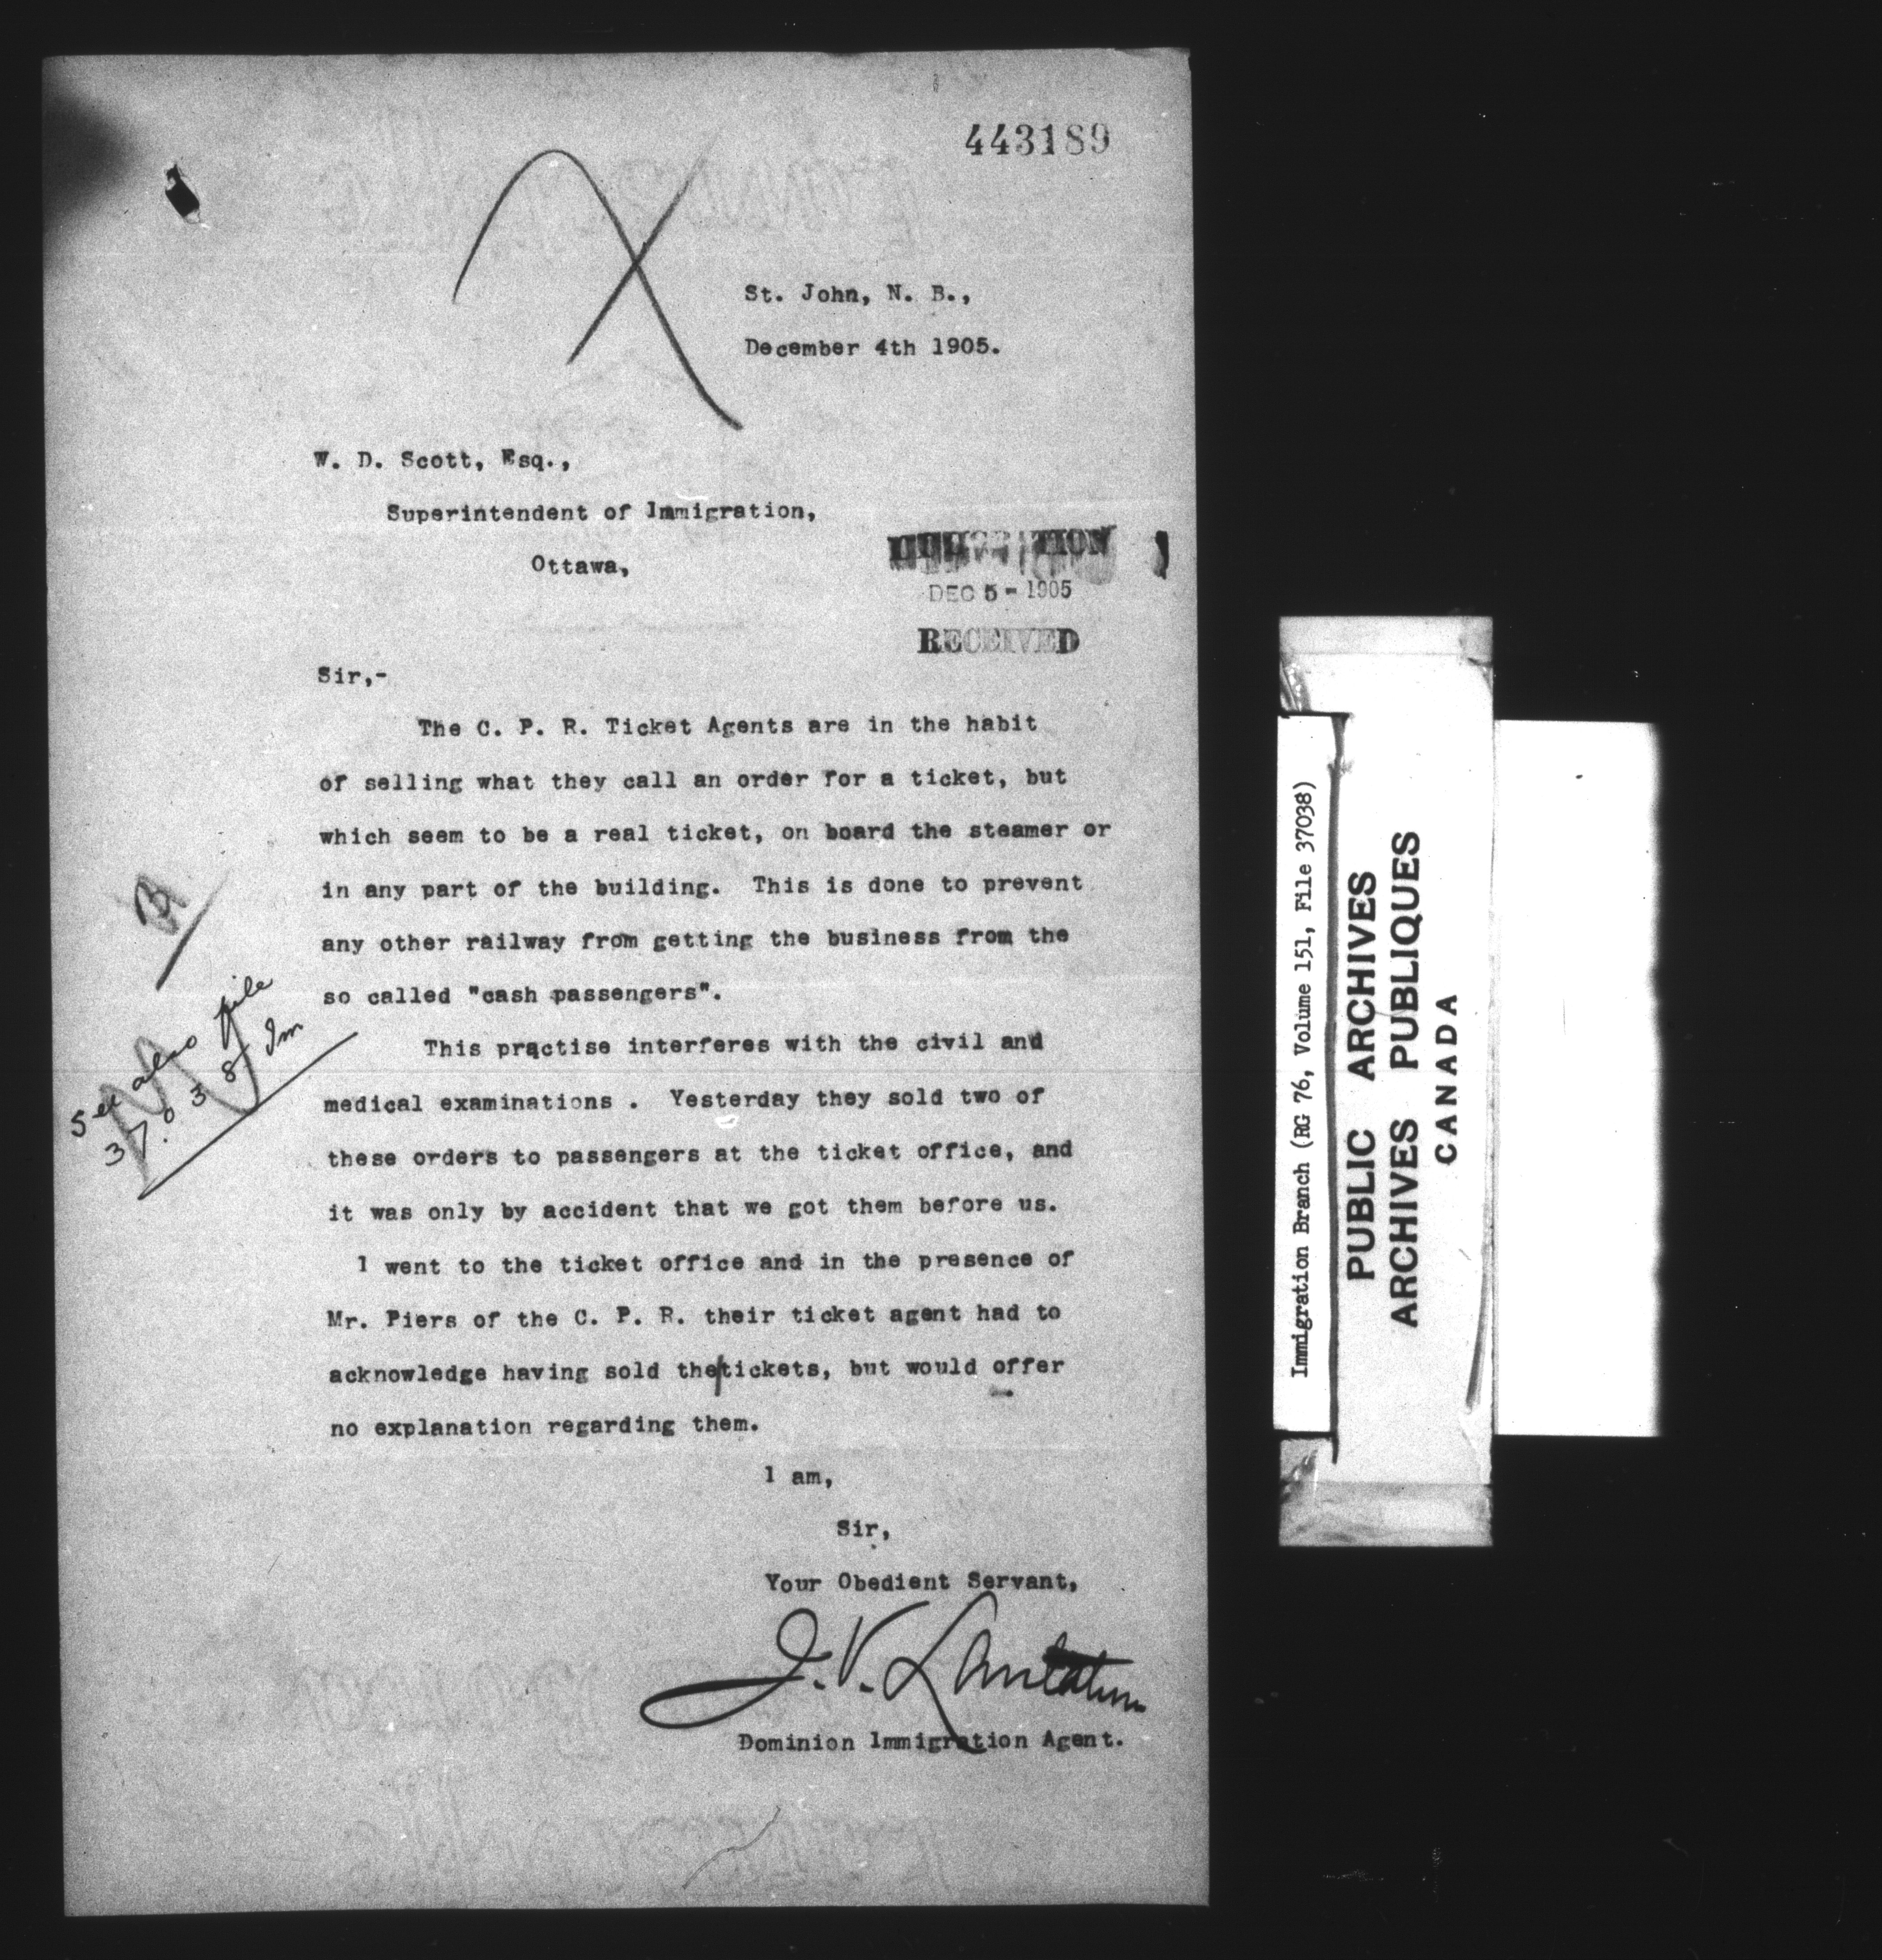 443189
St. John, N. B.,
December 4th 1905.
W. D. Scott, Esq.,
Superintendent of Immigration,
Ottawa,
DEC 5 - 1905
RECEIVED
Sir,-
The C. P. R. Ticket Agents are in the habit
of selling what they call an order for a ticket, but
which seem to be a real ticket, on board the steamer or
in any part of the building. This is done to prevent
any other railway from getting the business from the
so called "cash passengers".
This practise interferes with the civil and
medical examinations . Yesterday they sold two of
these orders to passengers at the ticket office, and
it was only by accident that we got them before us.
I went to the ticket office and in the presence of
Mr. Piers of the C. P. R. their ticket agent had to
acknowledge having sold the/tickets, but would offer
no explanation regarding them.
I am,
Sir,
Your Obedient Servant,
J. V. Lantalum
Dominion Immigration Agent.
See also file
37038 Im
Immigration Branch (RG 76, Volume 151, File 37038)
PUBLIC ARCHIVES
ARCHIVES PUBLIQUES
CANADA